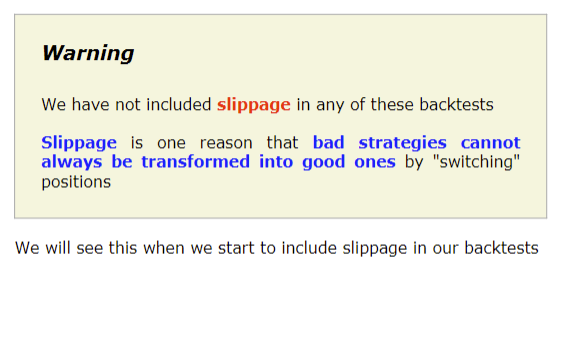 Warning
We have not included slippage in any of these backtests
Slippage is one reason that bad strategies cannot
always be transformed into good ones by "switching"
positions
We will see this when we start to include slippage in our backtests